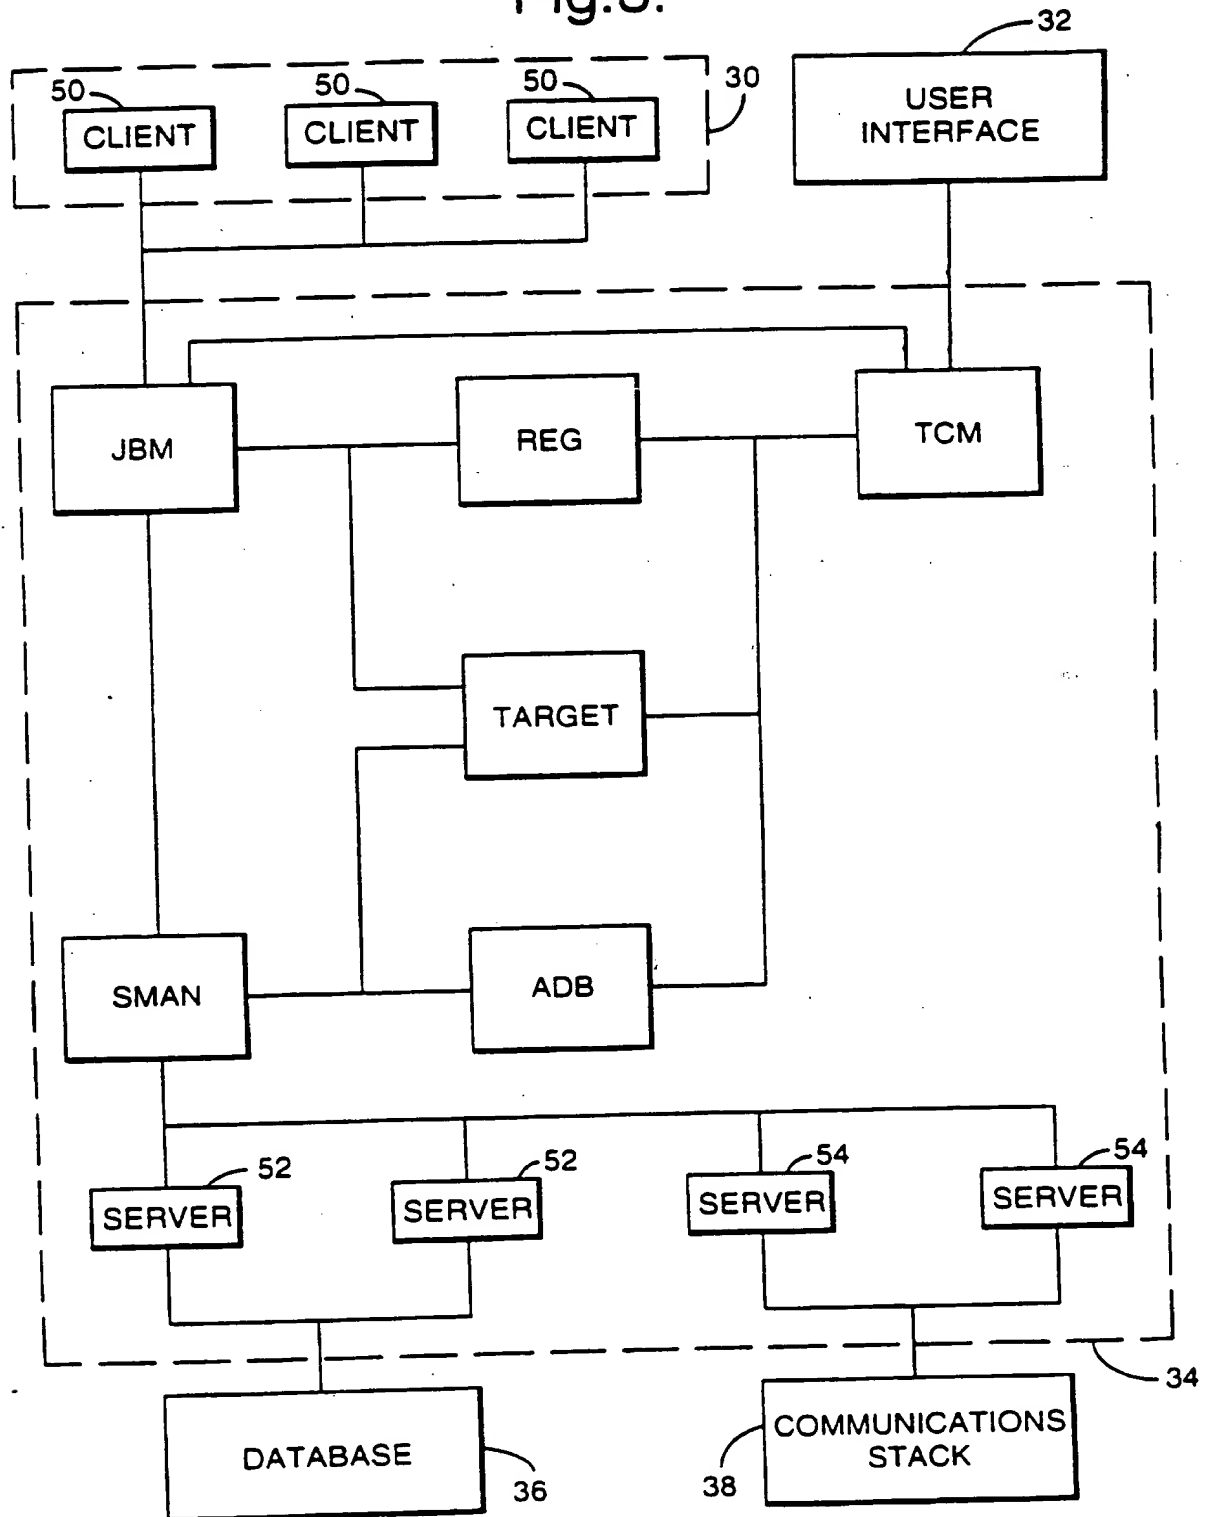 32
50
50
50
30
CLIENT
CLIENT
CLIENT
USER
INTERFACE
JBM
REG
TCM
TARGET
SMAN
ADB
52
52
54
54
SERVER
SERVER
SERVER
SERVER
34
DATABASE
36
COMMUNICATIONS
STACK
38